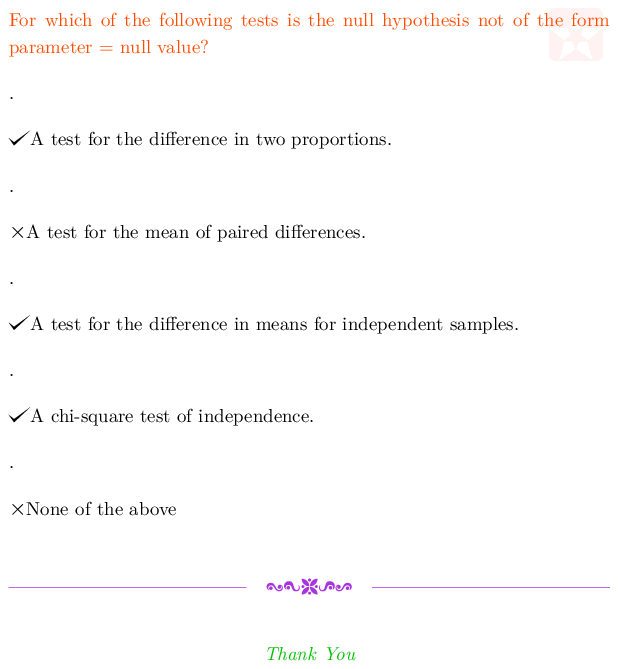 For which of the following tests is the null hypothesis not of the form
parameter = null value?
.
✓A test for the difference in two proportions.
.
×A test for the mean of paired differences.
.
✓A test for the difference in means for independent samples.
.
✓A chi-square test of independence.
.
×None of the above
Thank You